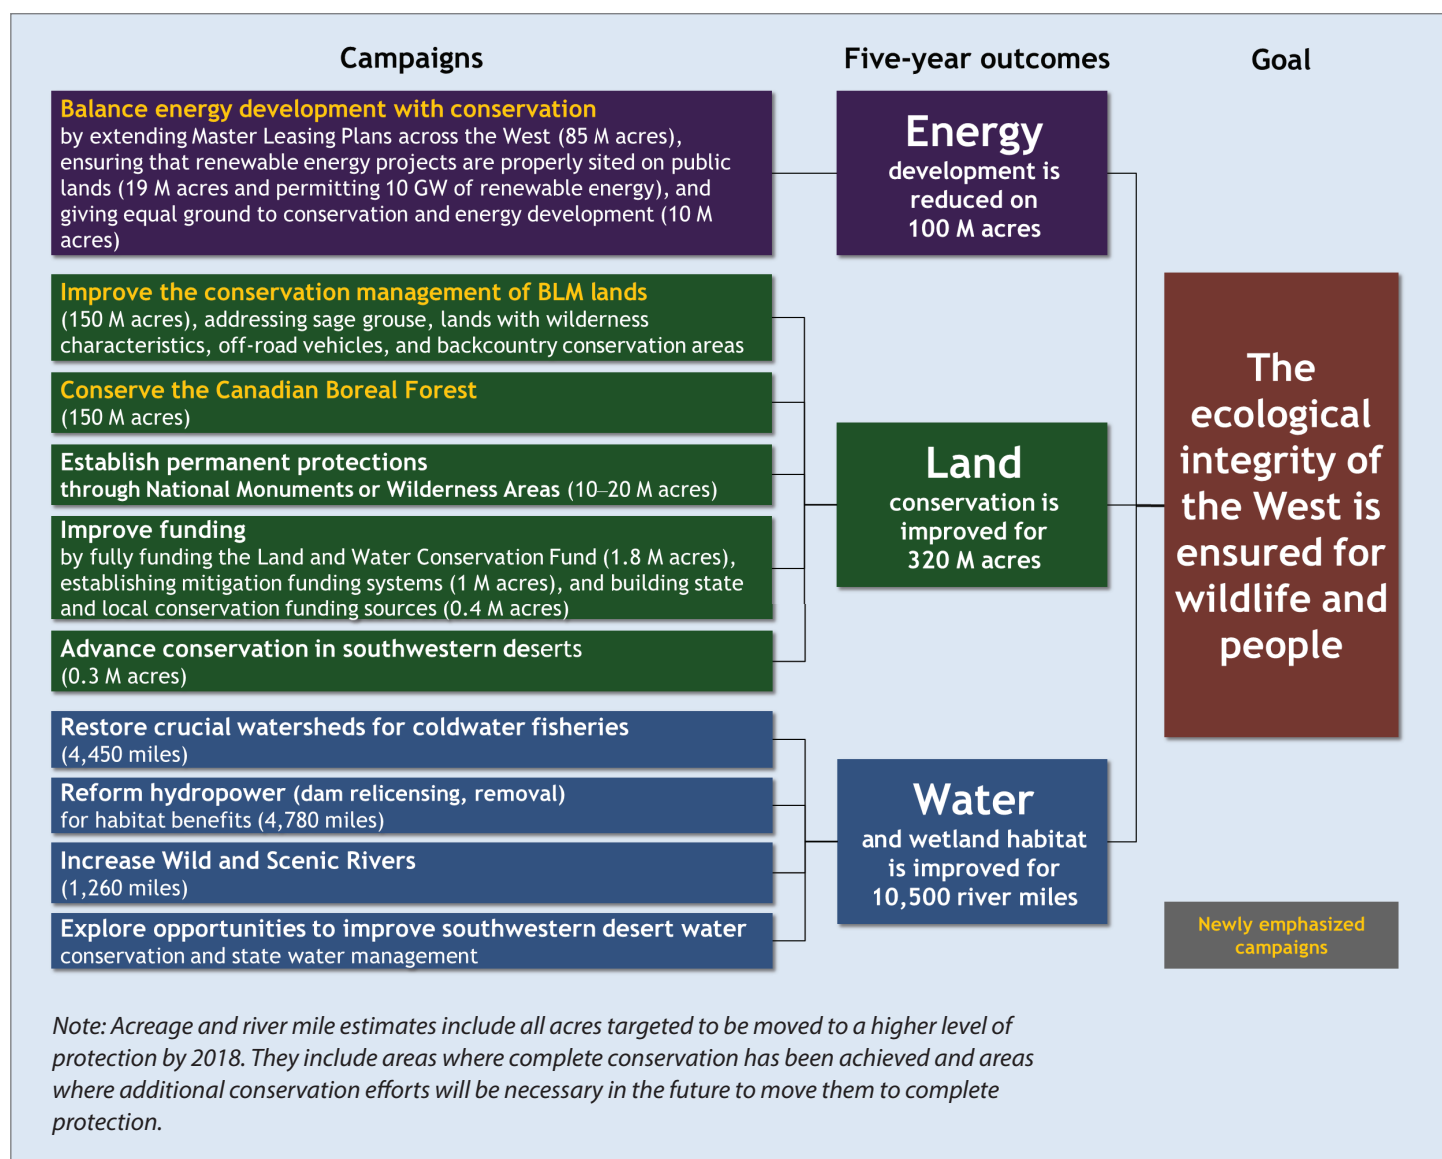 Campaigns
Five-year outcomes
Goal
Balance energy development with conservation
by extending Master Leasing Plans across the West (85 M acres),
ensuring that renewable energy projects are properly sited on public
lands (19 M acres and permitting 10 GW of renewable energy), and
giving equal ground to conservation and energy development (10 M
acres)
Energy
development is
reduced on
100 M acres
Improve the conservation management of BLM lands
(150 M acres), addressing sage grouse, lands with wilderness
characteristics, off-road vehicles, and backcountry conservation areas
Conserve the Canadian Boreal Forest
(150 M acres)
Establish permanent protections
through National Monuments or Wilderness Areas (10–20 M acres)
Improve funding
by fully funding the Land and Water Conservation Fund (1.8 M acres),
establishing mitigation funding systems (1 M acres), and building state
and local conservation funding sources (0.4 M acres)
Advance conservation in southwestern deserts
(0.3 M acres)
Land
conservation is
improved for
320 M acres
Restore crucial watersheds for coldwater fisheries
(4,450 miles)
Reform hydropower (dam relicensing, removal)
for habitat benefits (4,780 miles)
Increase Wild and Scenic Rivers
(1,260 miles)
Explore opportunities to improve southwestern desert water
conservation and state water management
Water
and wetland habitat
is improved for
10,500 river miles
The
ecological
integrity of
the West is
ensured for
wildlife and
people
Newly emphasized
campaigns
Note: Acreage and river mile estimates include all acres targeted to be moved to a higher level of
protection by 2018. They include areas where complete conservation has been achieved and areas
where additional conservation efforts will be necessary in the future to move them to complete
protection.